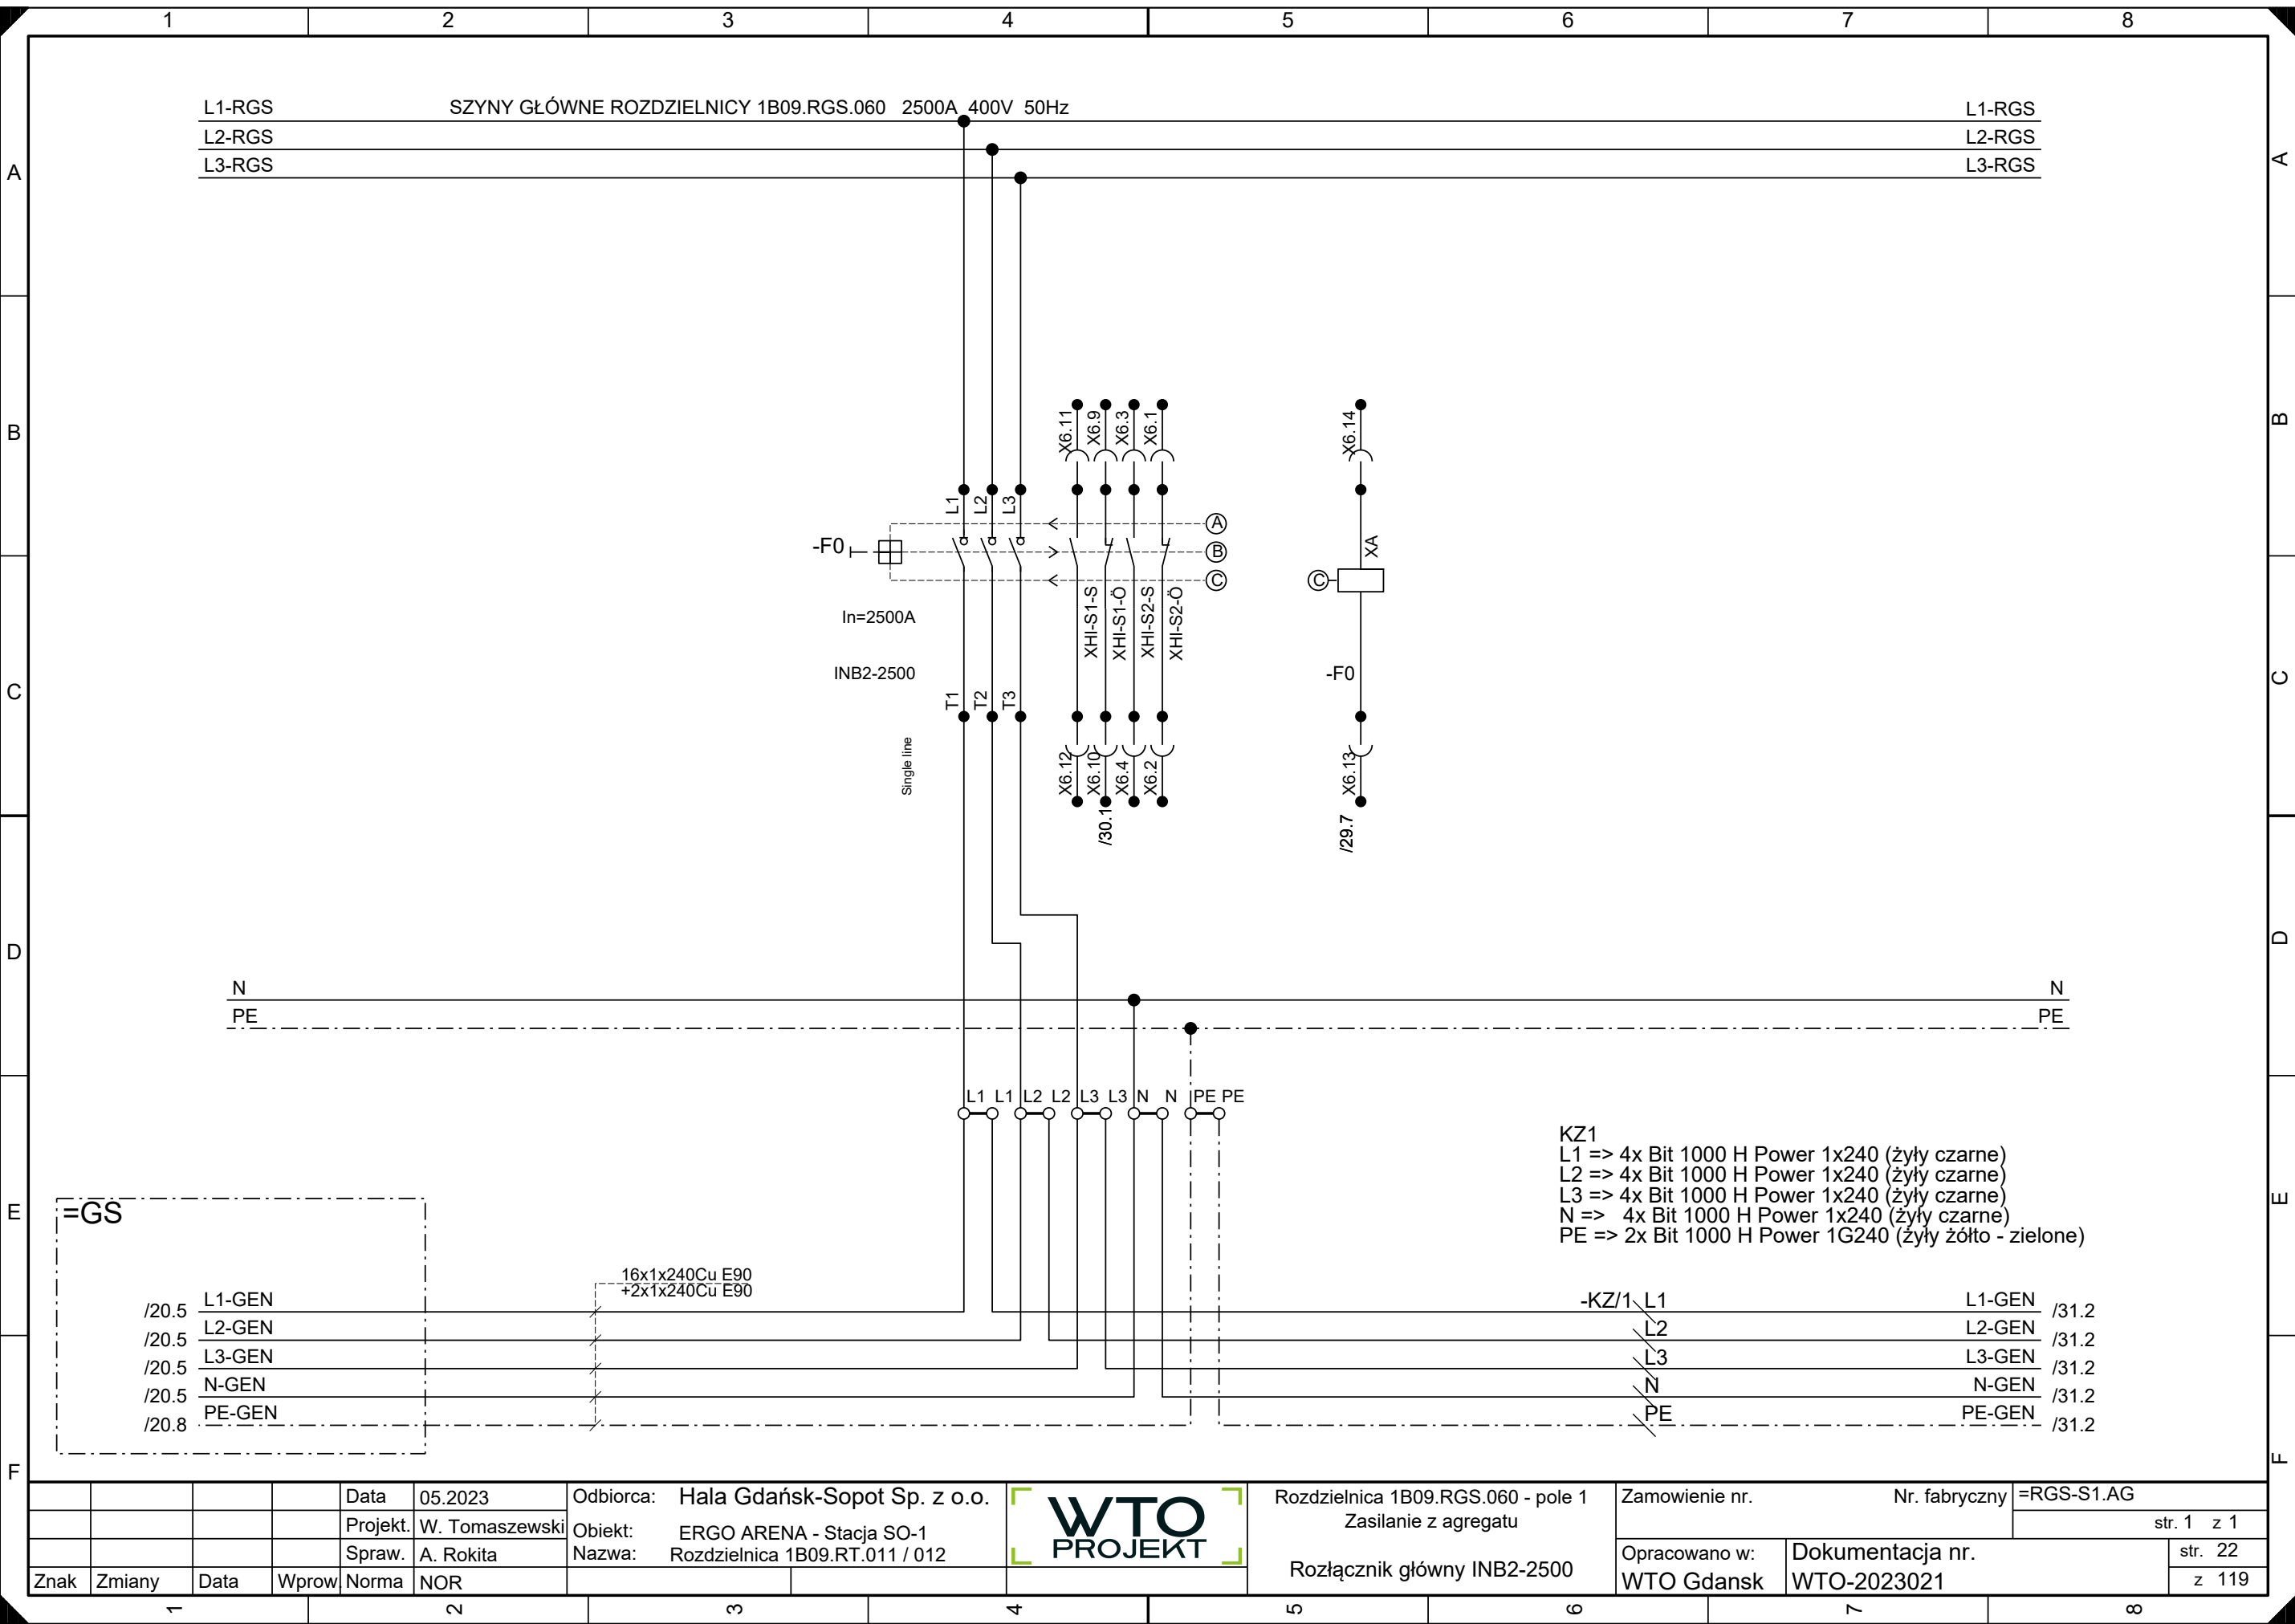 1 2 3 4 5 6 7 8
L1-RGS SZYNY GŁÓWNE ROZDZIELNICY 1B09.RGS.060 2500A 400V 50Hz L1-RGS
L2-RGS L2-RGS
L3-RGS L3-RGS
A A
X6.11 X6.9 X6.3 X6.1 X6.14
B B
L1 L2 L3
A
-F0 B XA
C C
XHI-S1-S XHI-S1-Ö XHI-S2-S XHI-S2-Ö
In=2500A
INB2-2500 -F0
T1 T2 T3
C C
Single line
X6.12 X6.10 X6.4 X6.2 X6.13
/30.1 /29.7
D D
N N
PE PE
L1 L1 L2 L2 L3 L3 N N PE PE
KZ1
L1 => 4x Bit 1000 H Power 1x240 (żyły czarne)
L2 => 4x Bit 1000 H Power 1x240 (żyły czarne)
L3 => 4x Bit 1000 H Power 1x240 (żyły czarne)
N => 4x Bit 1000 H Power 1x240 (żyły czarne)
PE => 2x Bit 1000 H Power 1G240 (żyły żółto - zielone)
E E
=GS
16x1x240Cu E90
+2x1x240Cu E90
/20.5 L1-GEN -KZ/1 L1 L1-GEN /31.2
/20.5 L2-GEN L2 L2-GEN /31.2
/20.5 L3-GEN L3 L3-GEN /31.2
/20.5 N-GEN N N-GEN /31.2
/20.8 PE-GEN PE PE-GEN /31.2
F F
Data 05.2023 Odbiorca: Hala Gdańsk-Sopot Sp. z o.o.
Projekt. W. Tomaszewski Obiekt: ERGO ARENA - Stacja SO-1
Spraw. A. Rokita Nazwa: Rozdzielnica 1B09.RT.011 / 012
Znak Zmiany Data Wprow. Norma NOR
WTO
PROJEKT
Rozdzielnica 1B09.RGS.060 - pole 1
Zasilanie z agregatu
Rozłącznik główny INB2-2500
Zamowienie nr. Nr. fabryczny =RGS-S1.AG
str. 1 z 1
Opracowano w: Dokumentacja nr. str. 22
WTO Gdansk WTO-2023021 z 119
1 2 3 4 5 6 7 8